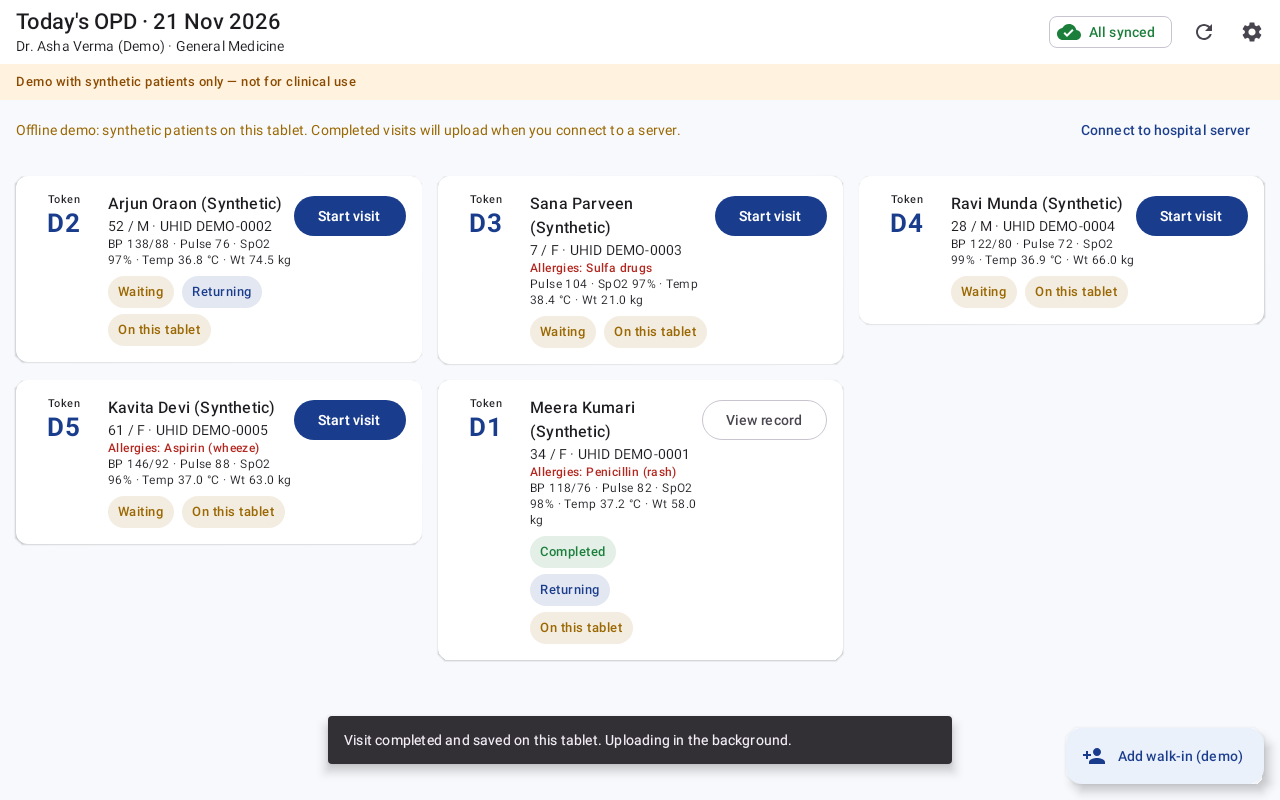 Today's OPD · 21 Nov 2026
Dr. Asha Verma (Demo) · General Medicine
All synced
Demo with synthetic patients only — not for clinical use
Offline demo: synthetic patients on this tablet. Completed visits will upload when you connect to a server.
Connect to hospital server
Token
D2
Arjun Oraon (Synthetic)
52 / M · UHID DEMO-0002
BP 138/88 · Pulse 76 · SpO2
97% · Temp 36.8 °C · Wt 74.5 kg
Waiting
Returning
On this tablet
Start visit
Token
D3
Sana Parveen
(Synthetic)
7 / F · UHID DEMO-0003
Allergies: Sulfa drugs
Pulse 104 · SpO2 97% · Temp
38.4 °C · Wt 21.0 kg
Waiting
On this tablet
Start visit
Token
D4
Ravi Munda (Synthetic)
28 / M · UHID DEMO-0004
BP 122/80 · Pulse 72 · SpO2
99% · Temp 36.9 °C · Wt 66.0 kg
Waiting
On this tablet
Start visit
Token
D5
Kavita Devi (Synthetic)
61 / F · UHID DEMO-0005
Allergies: Aspirin (wheeze)
BP 146/92 · Pulse 88 · SpO2
96% · Temp 37.0 °C · Wt 63.0 kg
Waiting
On this tablet
Start visit
Token
D1
Meera Kumari
(Synthetic)
34 / F · UHID DEMO-0001
Allergies: Penicillin (rash)
BP 118/76 · Pulse 82 · SpO2
98% · Temp 37.2 °C · Wt 58.0
kg
Completed
Returning
On this tablet
View record
Visit completed and saved on this tablet. Uploading in the background.
Add walk-in (demo)